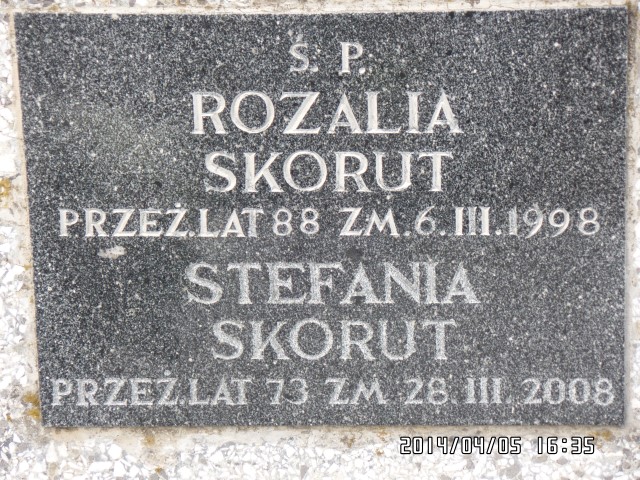 Ś. P.
ROZALIA
SKORUT
PRZEŻ. LAT 88 ZM. 6. III. 1998
STEFANIA
SKORUT
PRZEŻ. LAT 73 ZM 28. III. 2008
2014/04/05 16:35